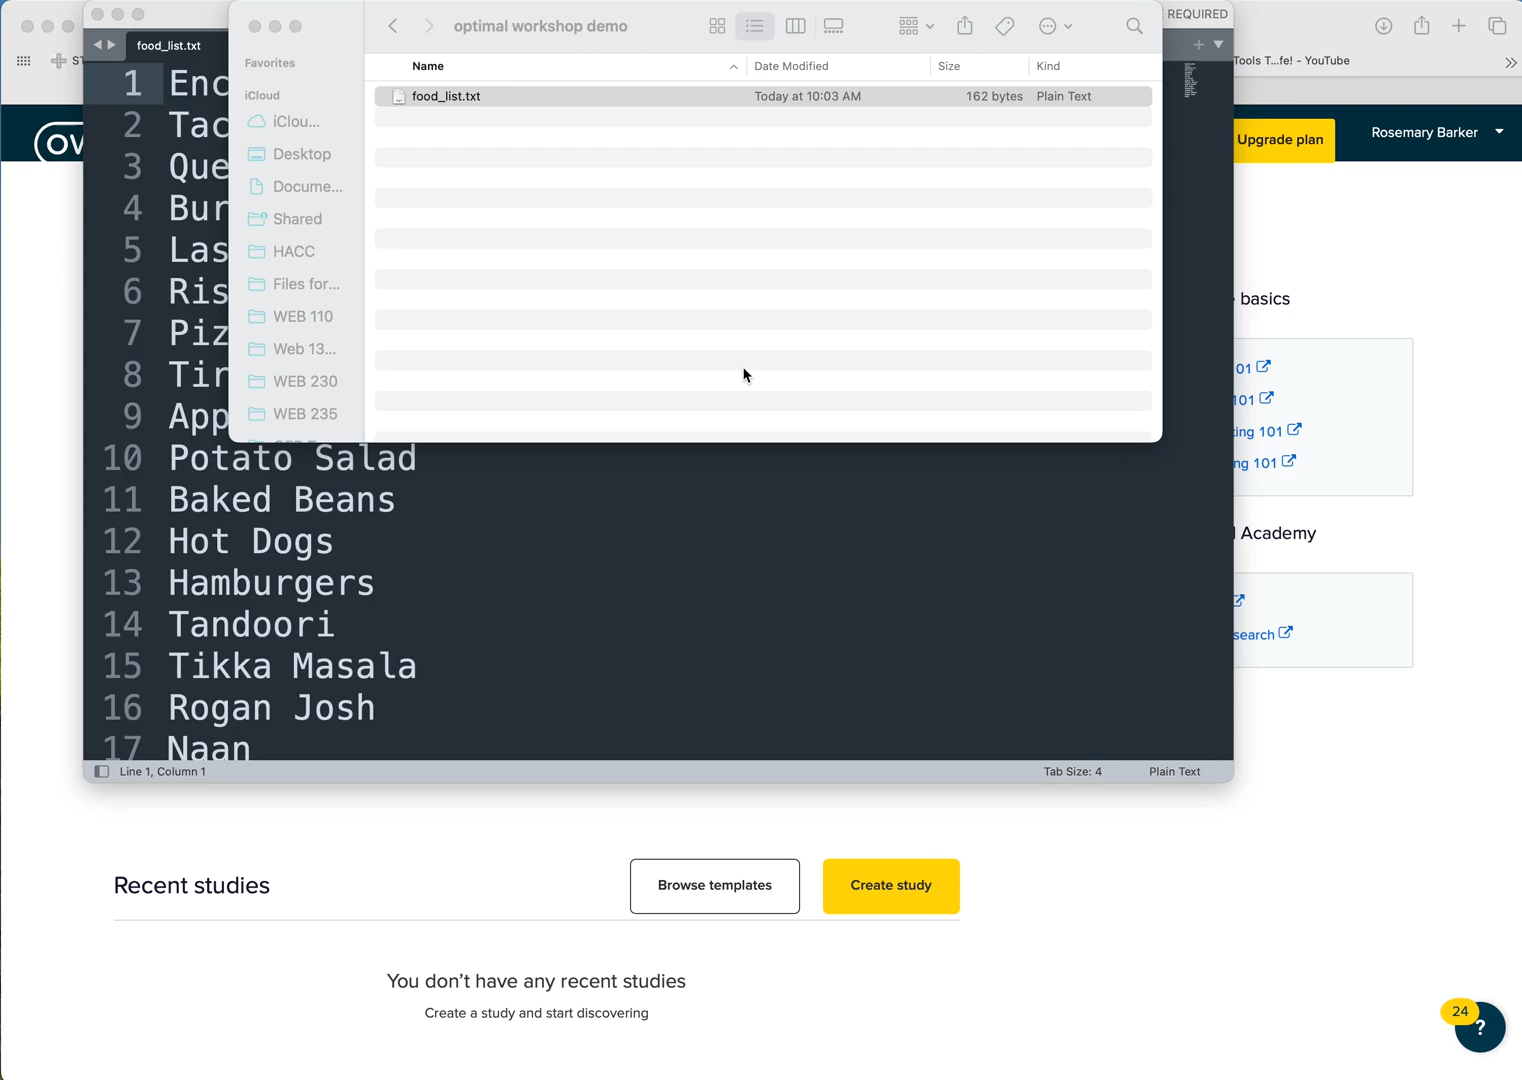 REQUIRED
optimal workshop demo
food_list.txt
Tools T...fe! - YouTube
Favorites
iCloud
iClou...
Desktop
Docume...
Shared
HACC
Files for...
WEB 110
Web 13...
WEB 230
WEB 235
Name
Date Modified
Size
Kind
food_list.txt
Today at 10:03 AM
162 bytes
Plain Text
Upgrade plan
Rosemary Barker
1 Enc
2 Tac
3 Que
4 Bur
5 Las
6 Ris
7 Piz
8 Tir
9 App
10 Potato Salad
11 Baked Beans
12 Hot Dogs
13 Hamburgers
14 Tandoori
15 Tikka Masala
16 Rogan Josh
17 Naan
Line 1, Column 1
Tab Size: 4
Plain Text
basics
01
101
ting 101
ng 101
Academy
search
Recent studies
Browse templates
Create study
You don't have any recent studies
Create a study and start discovering
24
?